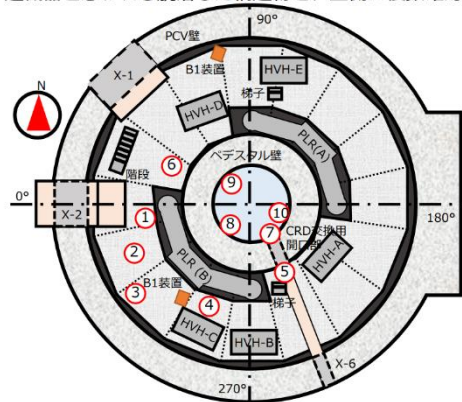 90°
PCV壁
X-1
B1装置
HVH-E
N
梯子
HVH-D
PLR(A)
ペデスタル壁
階段
6
9
0°
X-2
180°
1
8
10
7
CRD交換用
開口部
2
PLR (B)
HVH-A
5
3
B1装置
梯子
4
HVH-C
HVH-B
X-6
270°